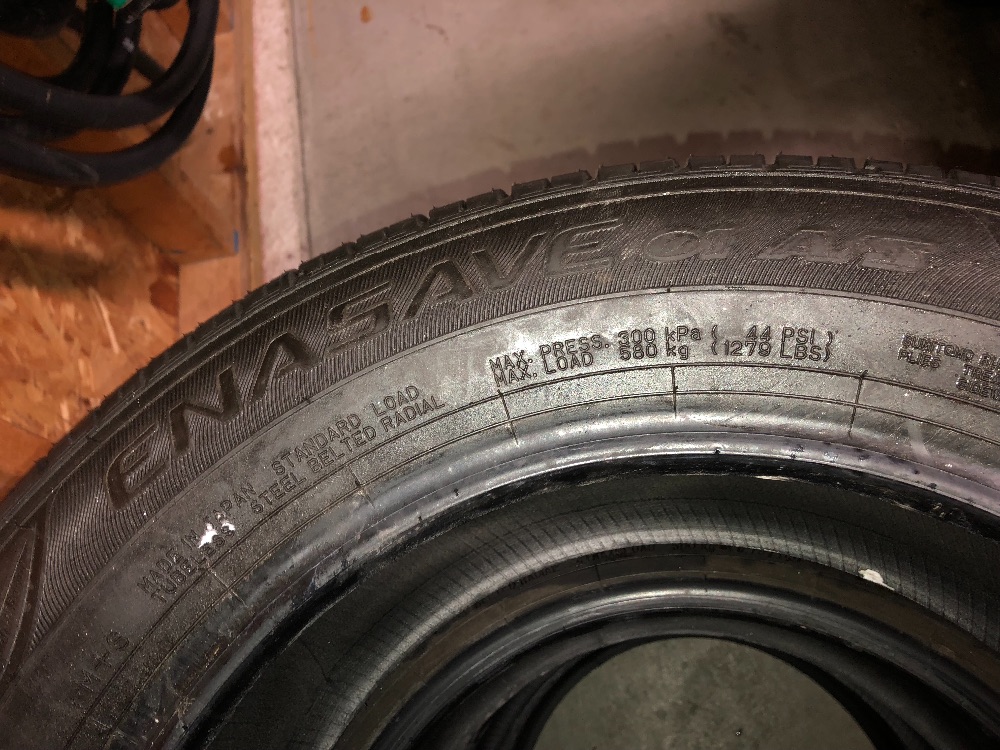 ENASAVE 01 A/S
MAX. PRESS. 300 kPa ( 44 PSI )
MAX. LOAD 580 kg (1279 LBS)
STANDARD LOAD
STEEL BELTED RADIAL
MADE IN JAPAN
TUBELESS
M+S